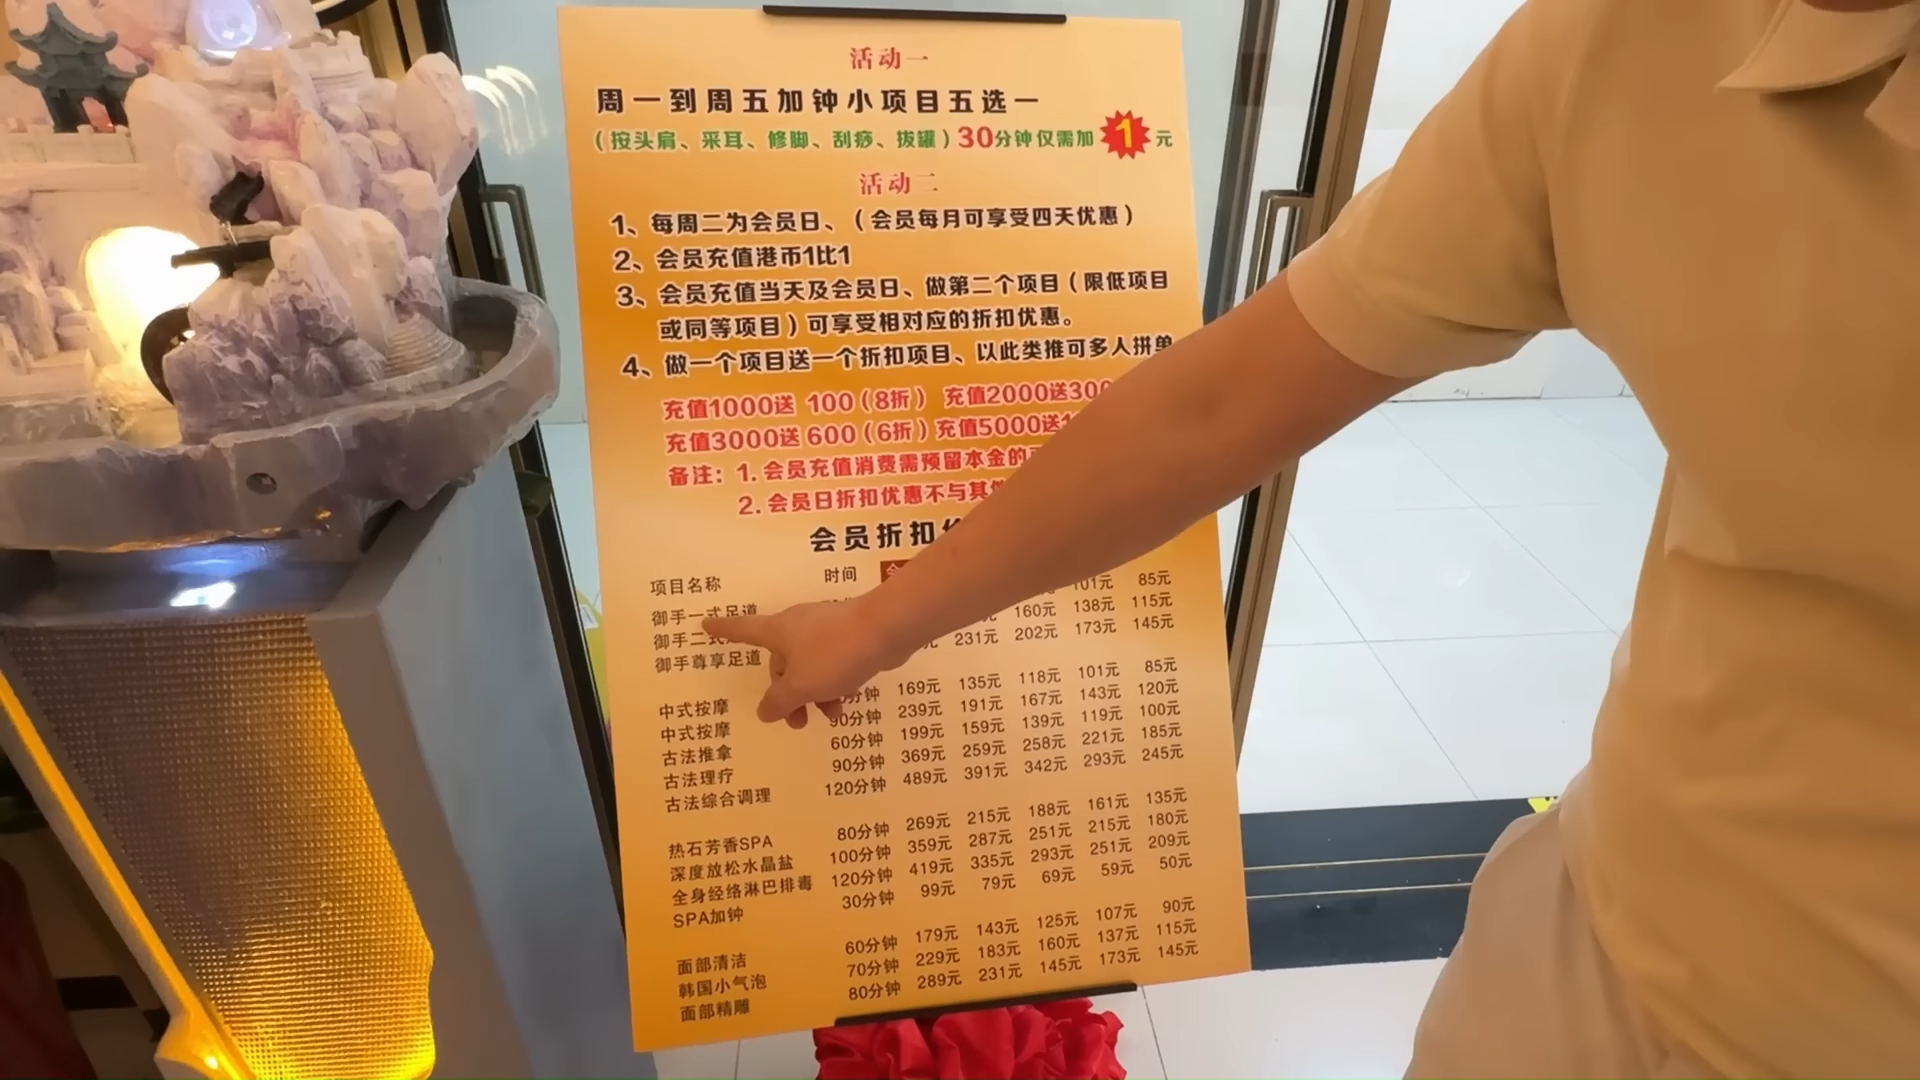 活动一
周一到周五加钟小项目五选一
（按头肩、采耳、修脚、刮痧、拔罐）30分钟仅需加1元
活动二
1、每周二为会员日、（会员每月可享受四天优惠）
2、会员充值港币1比1
3、会员充值当天及会员日、做第二个项目（限低项目
或同等项目）可享受相对应的折扣优惠。
4、做一个项目送一个折扣项目、以此类推可多人拼单
充值1000送 100（8折） 充值2000送300
充值3000送 600（6折）充值5000送
备注：1. 会员充值消费需预留本金的
2. 会员日折扣优惠不与其
会员折扣
项目名称 时间
御手一式足道 101元 85元
御手二式 160元 138元 115元
御手尊享足道 231元 202元 173元 145元
中式按摩 分钟 169元 135元 118元 101元 85元
中式按摩 90分钟 239元 191元 167元 143元 120元
古法推拿 60分钟 199元 159元 139元 119元 100元
古法理疗 90分钟 369元 259元 258元 221元 185元
古法综合调理 120分钟 489元 391元 342元 293元 245元
热石芳香SPA 80分钟 269元 215元 188元 161元 135元
深度放松水晶盐 100分钟 359元 287元 251元 215元 180元
全身经络淋巴排毒 120分钟 419元 335元 293元 251元 209元
SPA加钟 30分钟 99元 79元 69元 59元 50元
面部清洁 60分钟 179元 143元 125元 107元 90元
韩国小气泡 70分钟 229元 183元 160元 137元 115元
面部精雕 80分钟 289元 231元 145元 173元 145元